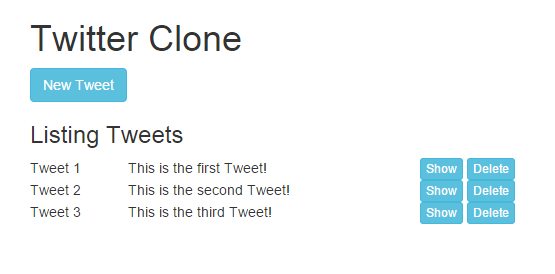 Twitter Clone
New Tweet
Listing Tweets
Tweet 1 This is the first Tweet! Show Delete
Tweet 2 This is the second Tweet! Show Delete
Tweet 3 This is the third Tweet! Show Delete